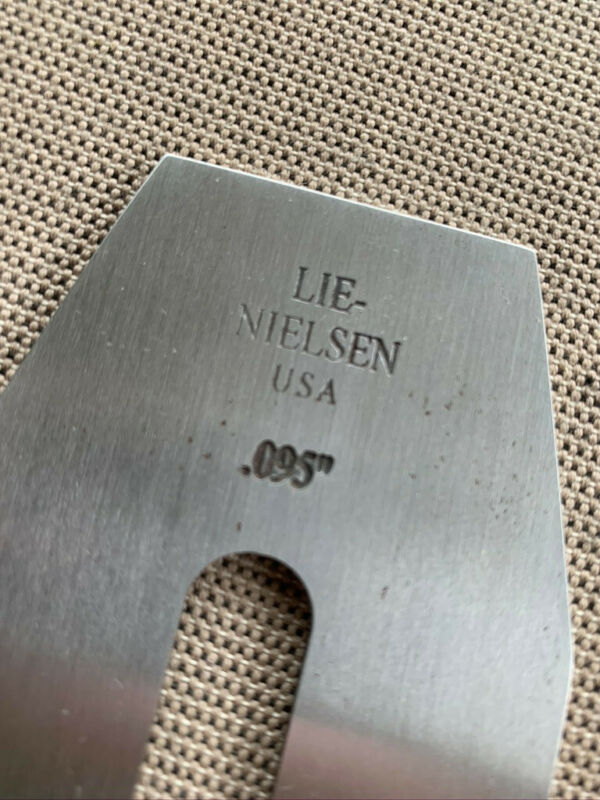 LIE-
NIELSEN
USA
.095"